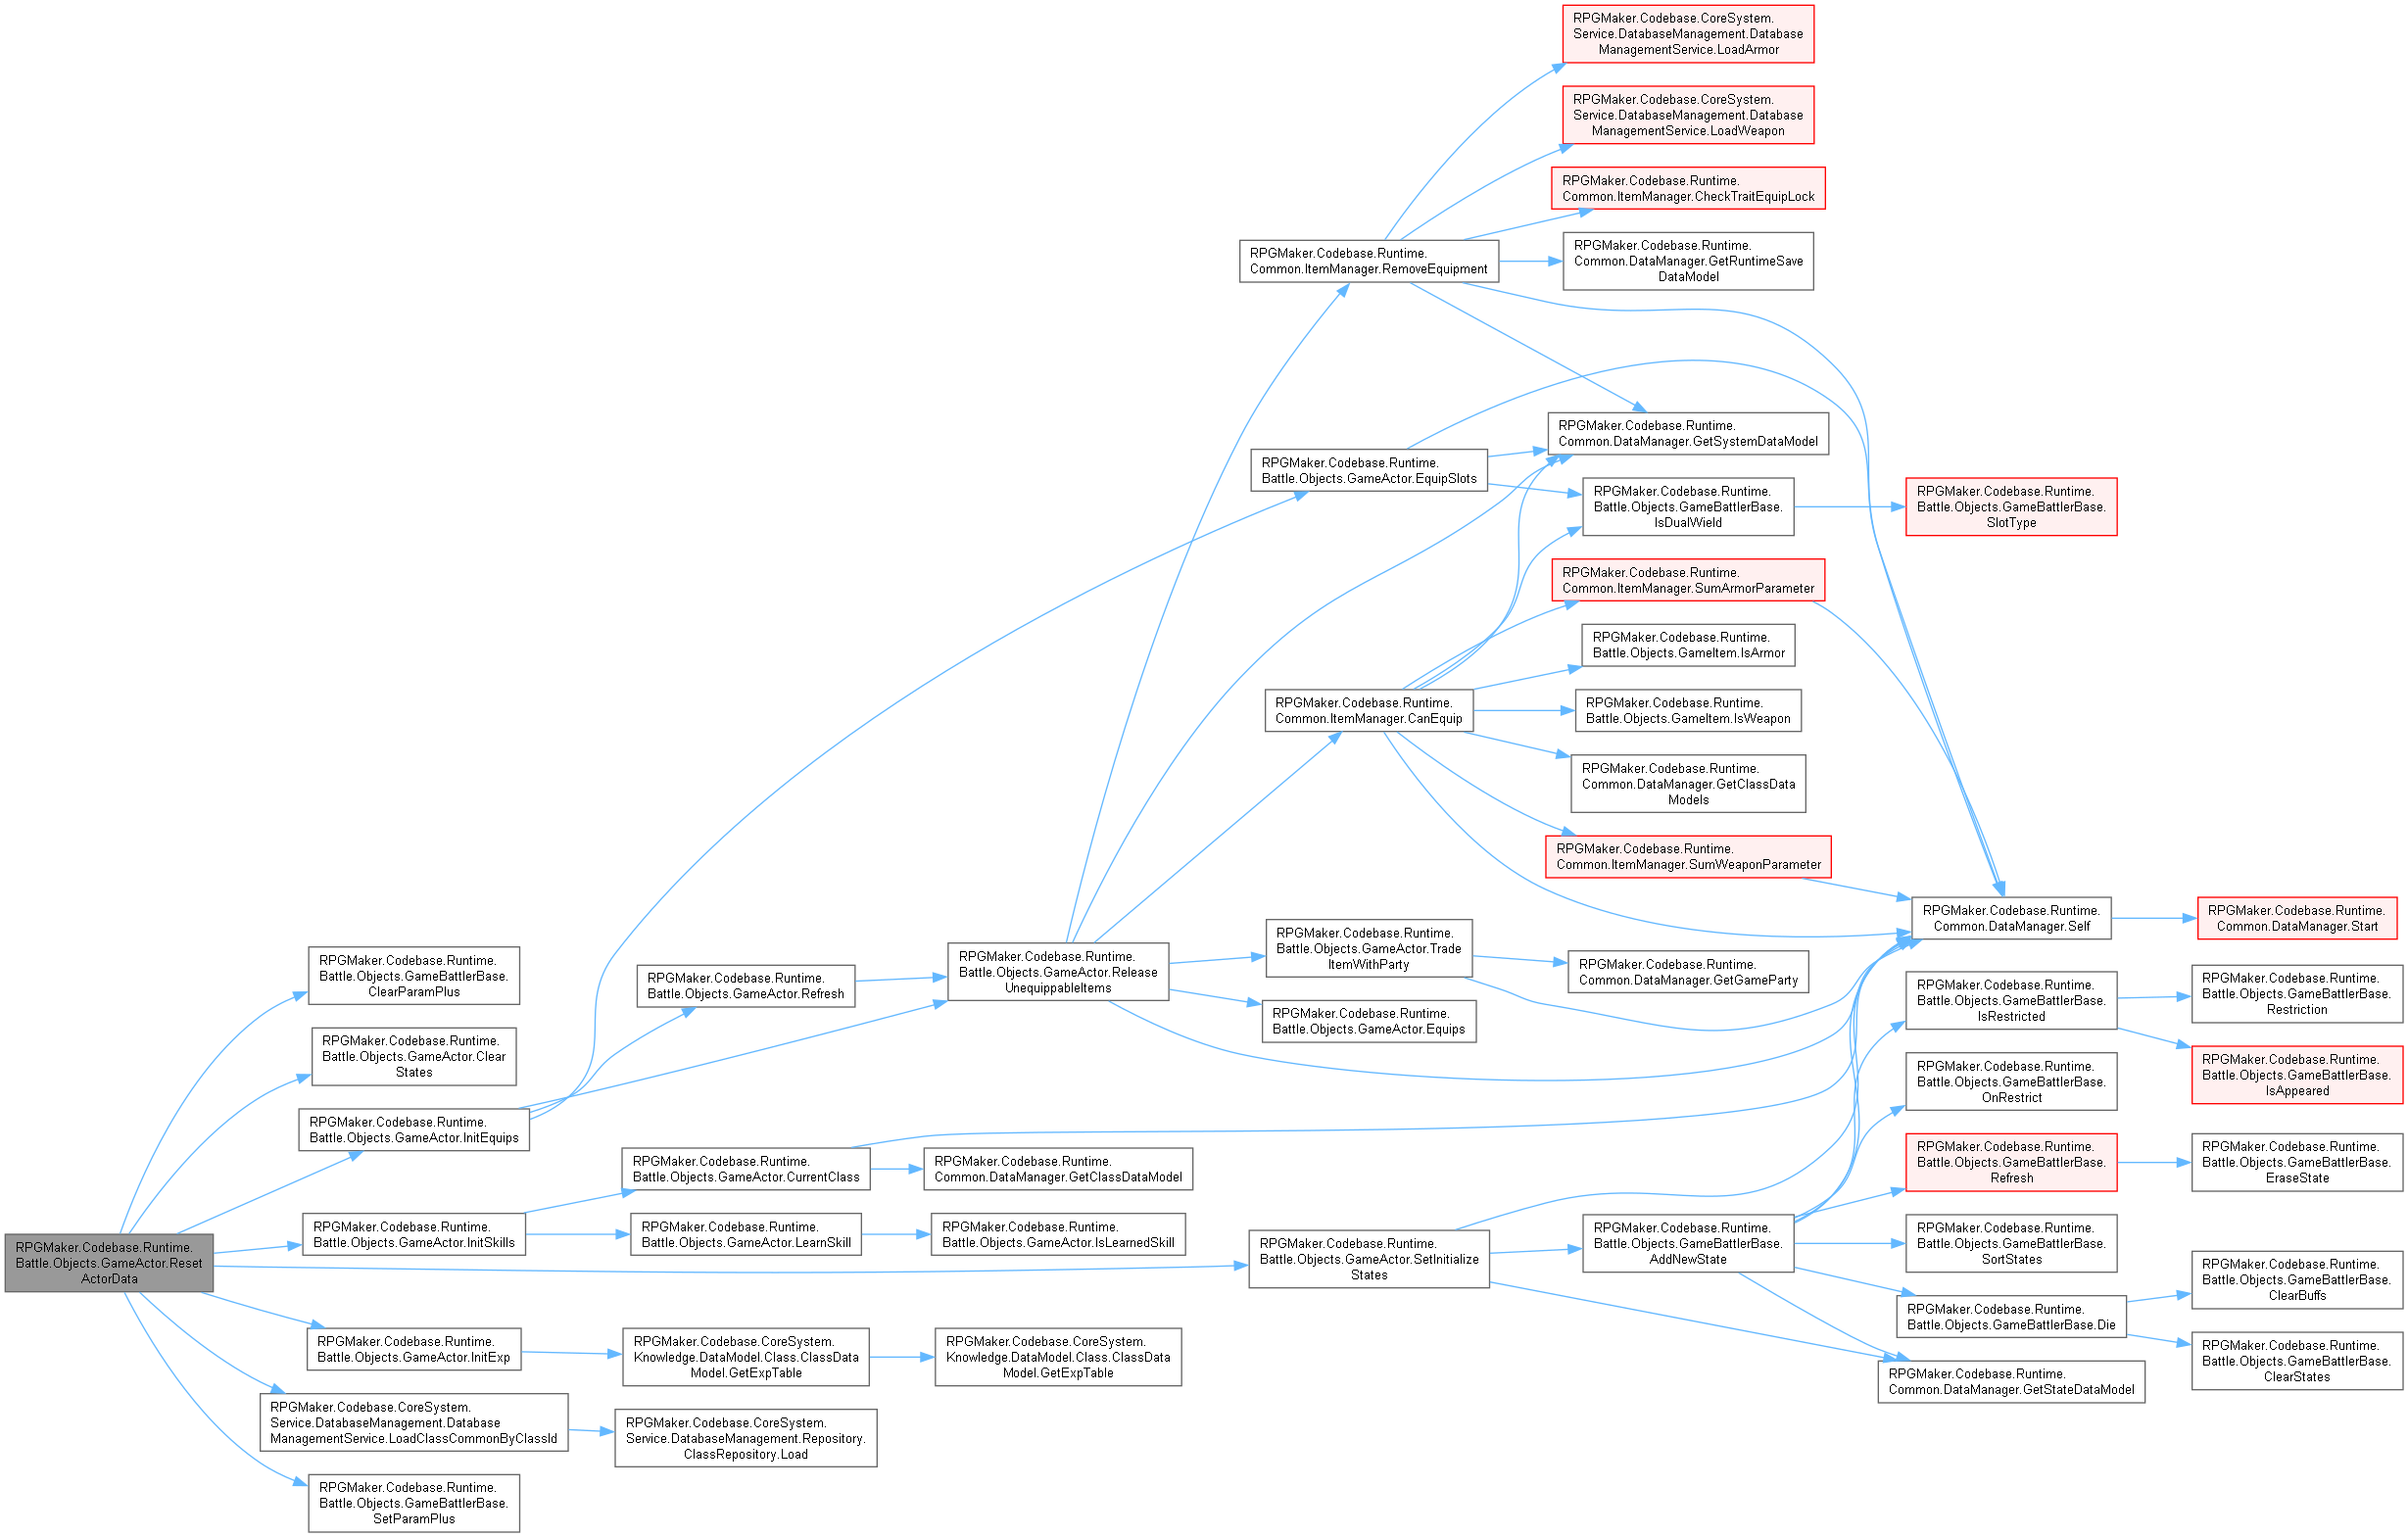 RPGMaker.Codebase.CoreSystem.
Service.DatabaseManagement.Database
ManagementService.LoadArmor
RPGMaker.Codebase.CoreSystem.
Service.DatabaseManagement.Database
ManagementService.LoadWeapon
RPGMaker.Codebase.Runtime.
Common.ItemManager.CheckTraitEquipLock
RPGMaker.Codebase.Runtime.
Common.ItemManager.RemoveEquipment
RPGMaker.Codebase.Runtime.
Common.DataManager.GetRuntimeSave
DataModel
RPGMaker.Codebase.Runtime.
Common.DataManager.GetSystemDataModel
RPGMaker.Codebase.Runtime.
Battle.Objects.GameActor.EquipSlots
RPGMaker.Codebase.Runtime.
Battle.Objects.GameBattlerBase.
IsDualWield
RPGMaker.Codebase.Runtime.
Battle.Objects.GameBattlerBase.
SlotType
RPGMaker.Codebase.Runtime.
Common.ItemManager.SumArmorParameter
RPGMaker.Codebase.Runtime.
Battle.Objects.GameItem.IsArmor
RPGMaker.Codebase.Runtime.
Common.ItemManager.CanEquip
RPGMaker.Codebase.Runtime.
Battle.Objects.GameItem.IsWeapon
RPGMaker.Codebase.Runtime.
Common.DataManager.GetClassData
Models
RPGMaker.Codebase.Runtime.
Common.ItemManager.SumWeaponParameter
RPGMaker.Codebase.Runtime.
Common.DataManager.Self
RPGMaker.Codebase.Runtime.
Common.DataManager.Start
RPGMaker.Codebase.Runtime.
Battle.Objects.GameBattlerBase.
ClearParamPlus
RPGMaker.Codebase.Runtime.
Battle.Objects.GameActor.Refresh
RPGMaker.Codebase.Runtime.
Battle.Objects.GameActor.Release
UnequippableItems
RPGMaker.Codebase.Runtime.
Battle.Objects.GameActor.Trade
ItemWithParty
RPGMaker.Codebase.Runtime.
Common.DataManager.GetGameParty
RPGMaker.Codebase.Runtime.
Battle.Objects.GameActor.Equips
RPGMaker.Codebase.Runtime.
Battle.Objects.GameBattlerBase.
IsRestricted
RPGMaker.Codebase.Runtime.
Battle.Objects.GameBattlerBase.
Restriction
RPGMaker.Codebase.Runtime.
Battle.Objects.GameActor.Clear
States
RPGMaker.Codebase.Runtime.
Battle.Objects.GameBattlerBase.
OnRestrict
RPGMaker.Codebase.Runtime.
Battle.Objects.GameBattlerBase.
IsAppeared
RPGMaker.Codebase.Runtime.
Battle.Objects.GameActor.InitEquips
RPGMaker.Codebase.Runtime.
Battle.Objects.GameActor.CurrentClass
RPGMaker.Codebase.Runtime.
Common.DataManager.GetClassDataModel
RPGMaker.Codebase.Runtime.
Battle.Objects.GameBattlerBase.
Refresh
RPGMaker.Codebase.Runtime.
Battle.Objects.GameBattlerBase.
EraseState
RPGMaker.Codebase.Runtime.
Battle.Objects.GameActor.Reset
ActorData
RPGMaker.Codebase.Runtime.
Battle.Objects.GameActor.InitSkills
RPGMaker.Codebase.Runtime.
Battle.Objects.GameActor.LearnSkill
RPGMaker.Codebase.Runtime.
Battle.Objects.GameActor.IsLearnedSkill
RPGMaker.Codebase.Runtime.
Battle.Objects.GameActor.SetInitialize
States
RPGMaker.Codebase.Runtime.
Battle.Objects.GameBattlerBase.
AddNewState
RPGMaker.Codebase.Runtime.
Battle.Objects.GameBattlerBase.
SortStates
RPGMaker.Codebase.Runtime.
Battle.Objects.GameBattlerBase.
ClearBuffs
RPGMaker.Codebase.Runtime.
Battle.Objects.GameBattlerBase.Die
RPGMaker.Codebase.Runtime.
Battle.Objects.GameBattlerBase.
ClearStates
RPGMaker.Codebase.Runtime.
Battle.Objects.GameActor.InitExp
RPGMaker.Codebase.CoreSystem.
Knowledge.DataModel.Class.ClassData
Model.GetExpTable
RPGMaker.Codebase.CoreSystem.
Knowledge.DataModel.Class.ClassData
Model.GetExpTable
RPGMaker.Codebase.Runtime.
Common.DataManager.GetStateDataModel
RPGMaker.Codebase.CoreSystem.
Service.DatabaseManagement.Database
ManagementService.LoadClassCommonByClassId
RPGMaker.Codebase.CoreSystem.
Service.DatabaseManagement.Repository.
ClassRepository.Load
RPGMaker.Codebase.Runtime.
Battle.Objects.GameBattlerBase.
SetParamPlus